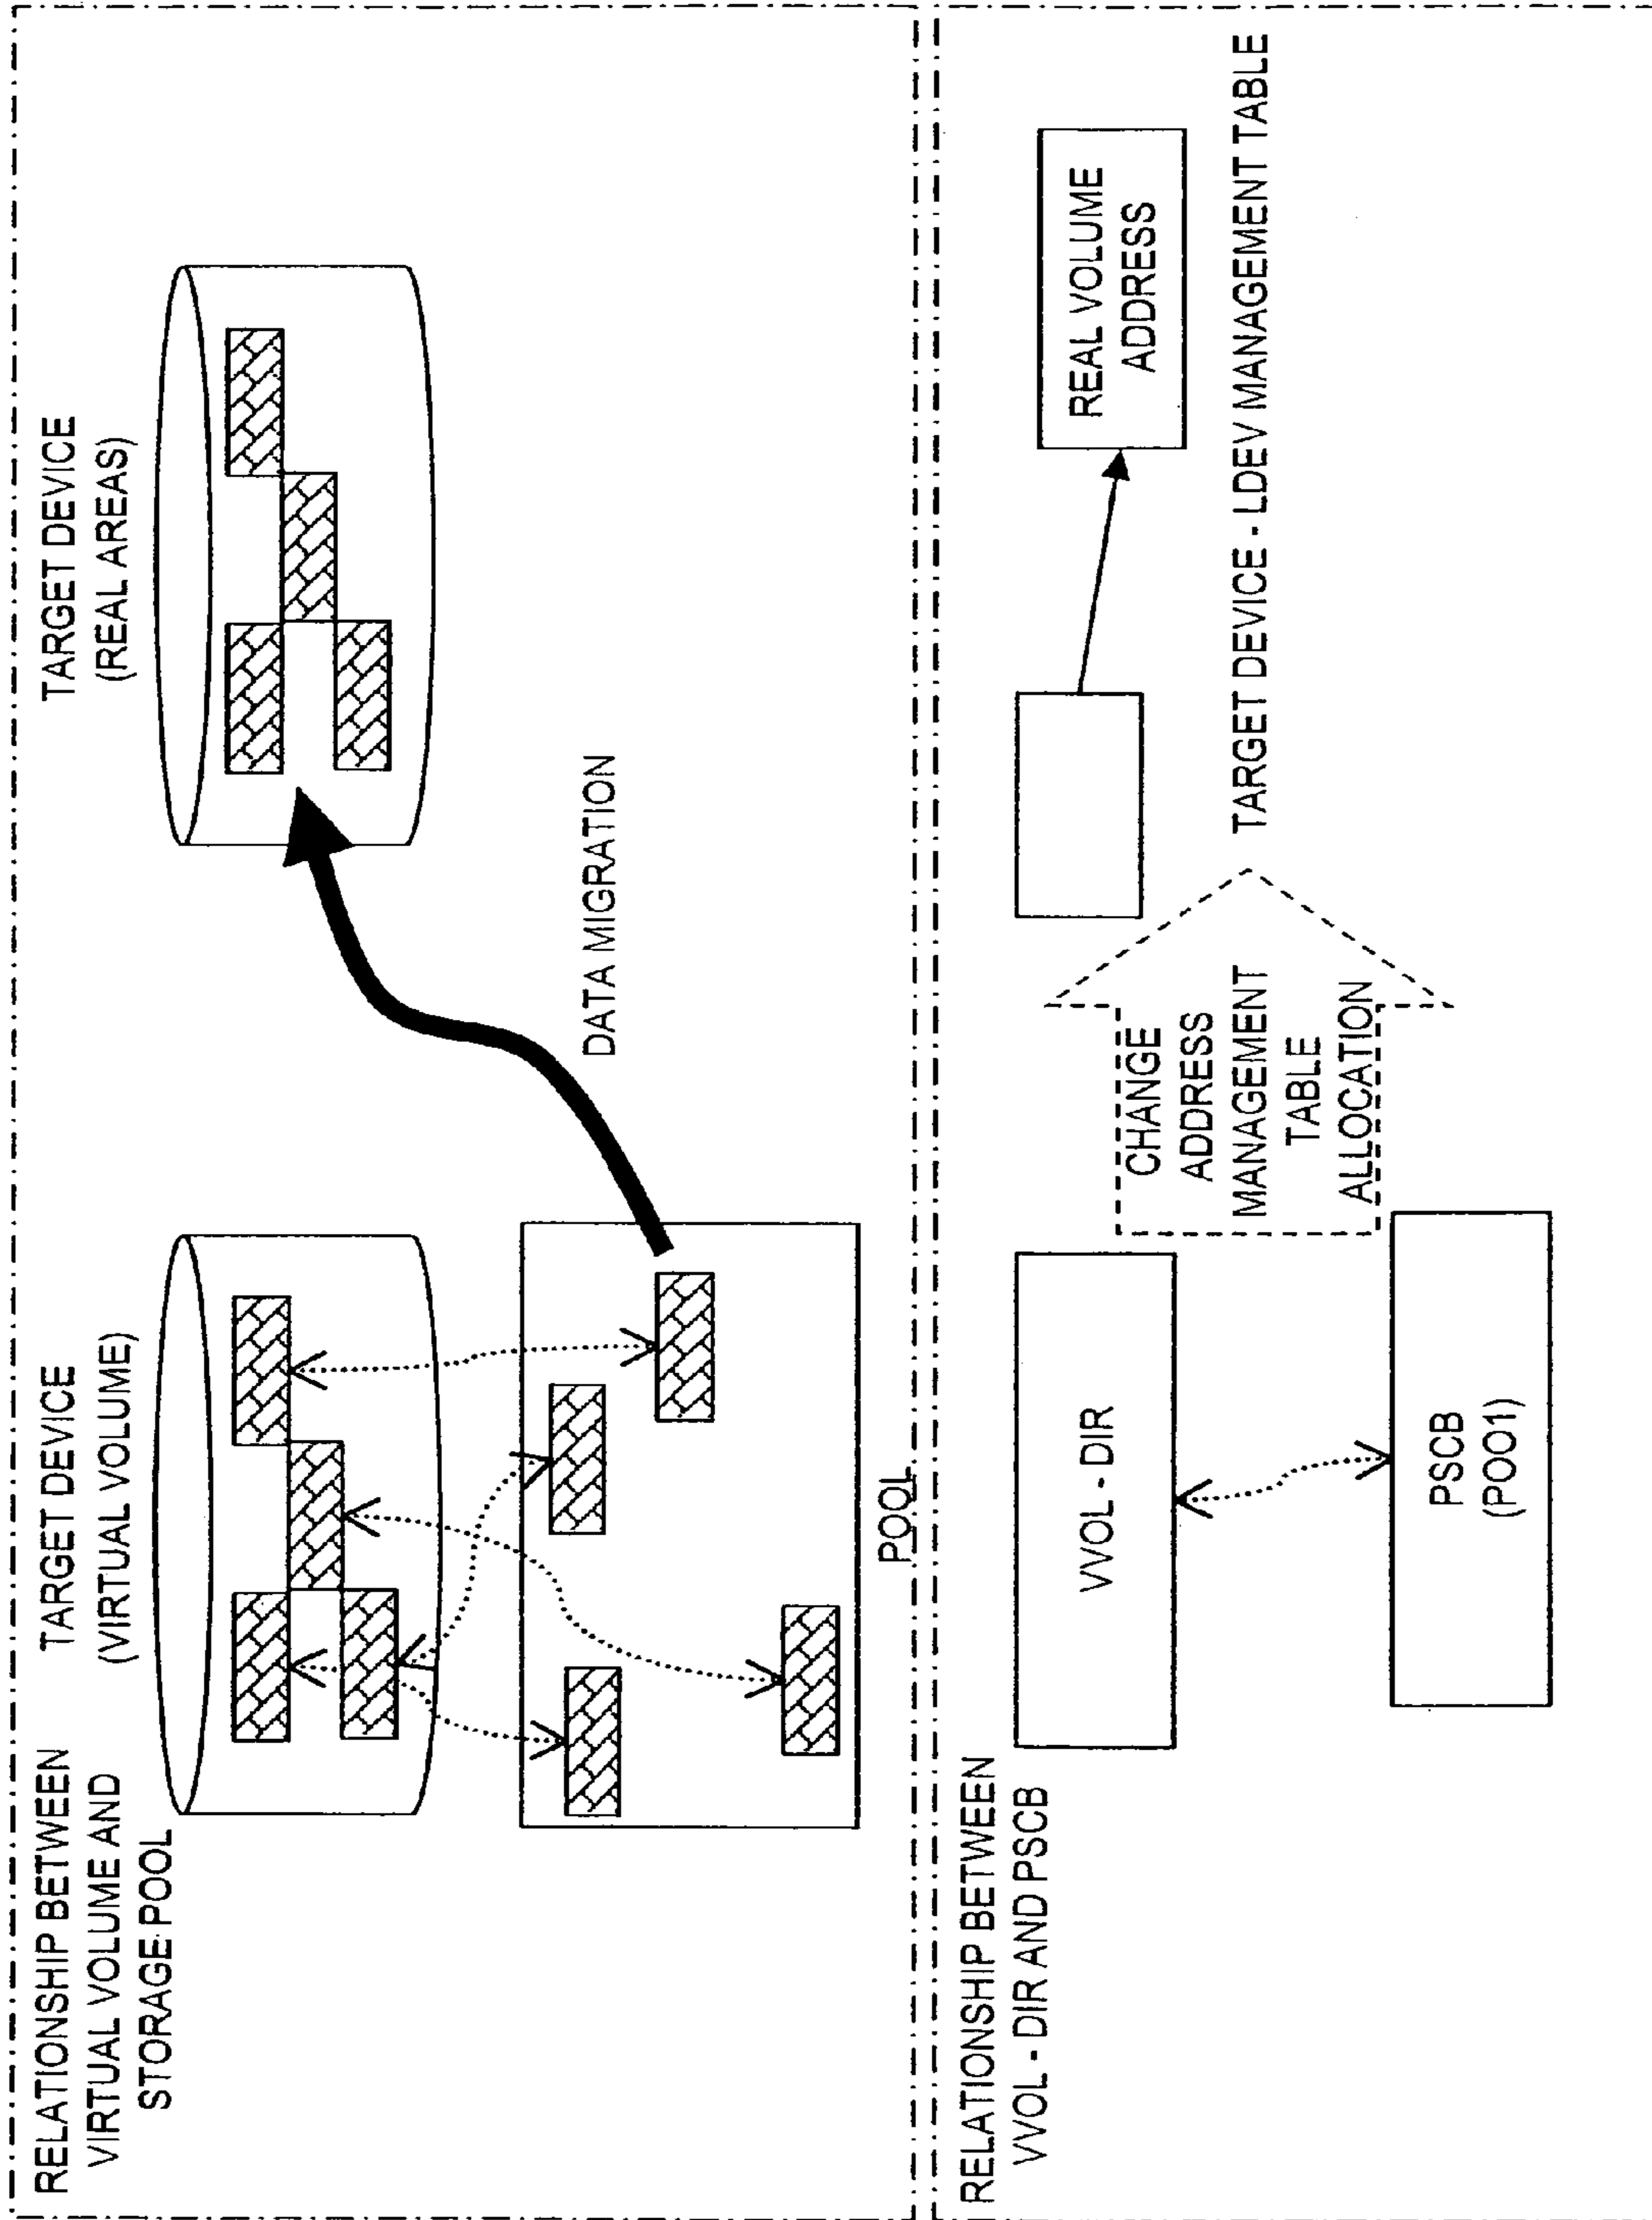 RELATIONSHIP BETWEEN
VIRTUAL VOLUME AND
STORAGE POOL
TARGET DEVICE
(VIRTUAL VOLUME)
TARGET DEVICE
(REAL AREAS)
DATA MIGRATION
POOL
RELATIONSHIP BETWEEN
VVOL - DIR AND PSCB
VVOL - DIR
PSCB
(POO1)
CHANGE
ADDRESS
MANAGEMENT
TABLE
ALLOCATION
REAL VOLUME
ADDRESS
TARGET DEVICE - LDEV MANAGEMENT TABLE